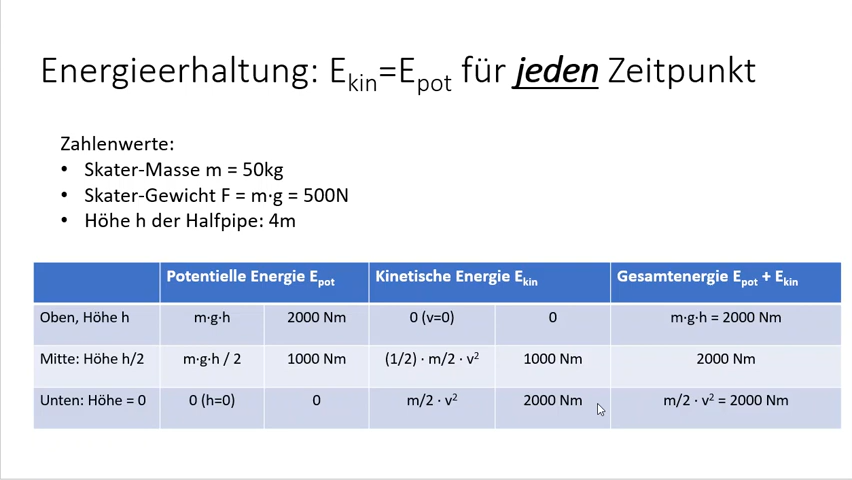 Energieerhaltung: Ekin=Epot für jeden Zeitpunkt
Zahlenwerte:
• Skater-Masse m = 50kg
• Skater-Gewicht F = m·g = 500N
• Höhe h der Halfpipe: 4m
Potentielle Energie Epot Kinetische Energie Ekin Gesamtenergie Epot + Ekin
Oben, Höhe h m·g·h 2000 Nm 0 (v=0) 0 m·g·h = 2000 Nm
Mitte: Höhe h/2 m·g·h / 2 1000 Nm (1/2) · m/2 · v² 1000 Nm 2000 Nm
Unten: Höhe = 0 0 (h=0) 0 m/2 · v² 2000 Nm m/2 · v² = 2000 Nm